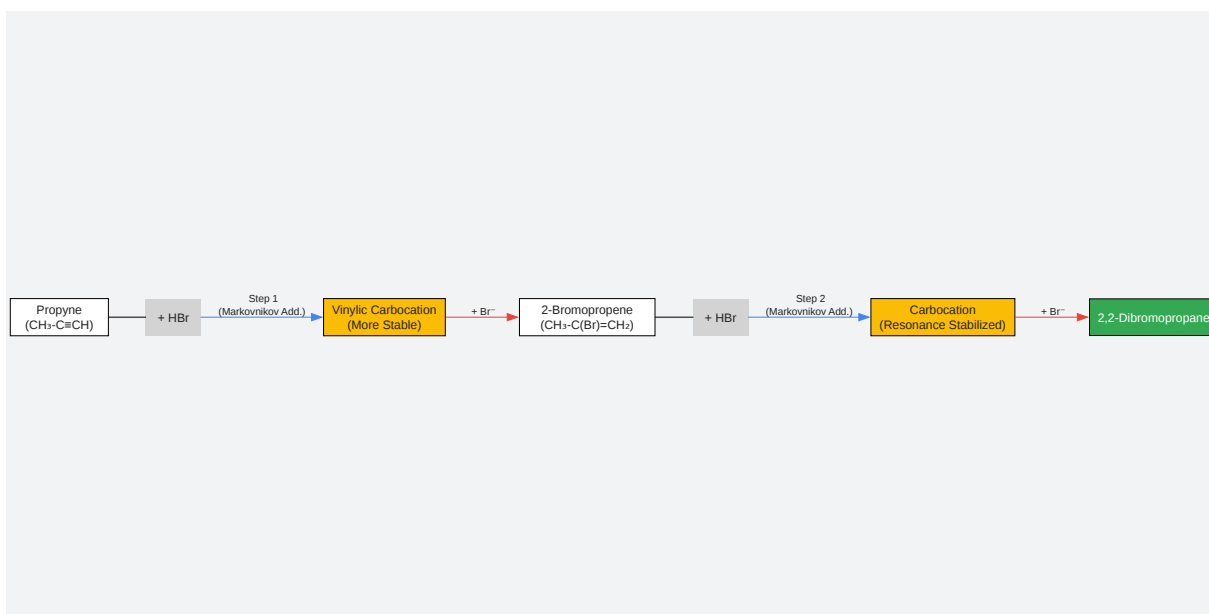 Propyne
(CH₃-C≡CH)
+ HBr
Step 1
(Markovnikov Add.)
Vinylic Carbocation
(More Stable)
+ Br⁻
2-Bromopropene
(CH₃-C(Br)=CH₂)
+ HBr
Step 2
(Markovnikov Add.)
Carbocation
(Resonance Stabilized)
+ Br⁻
2,2-Dibromopropane